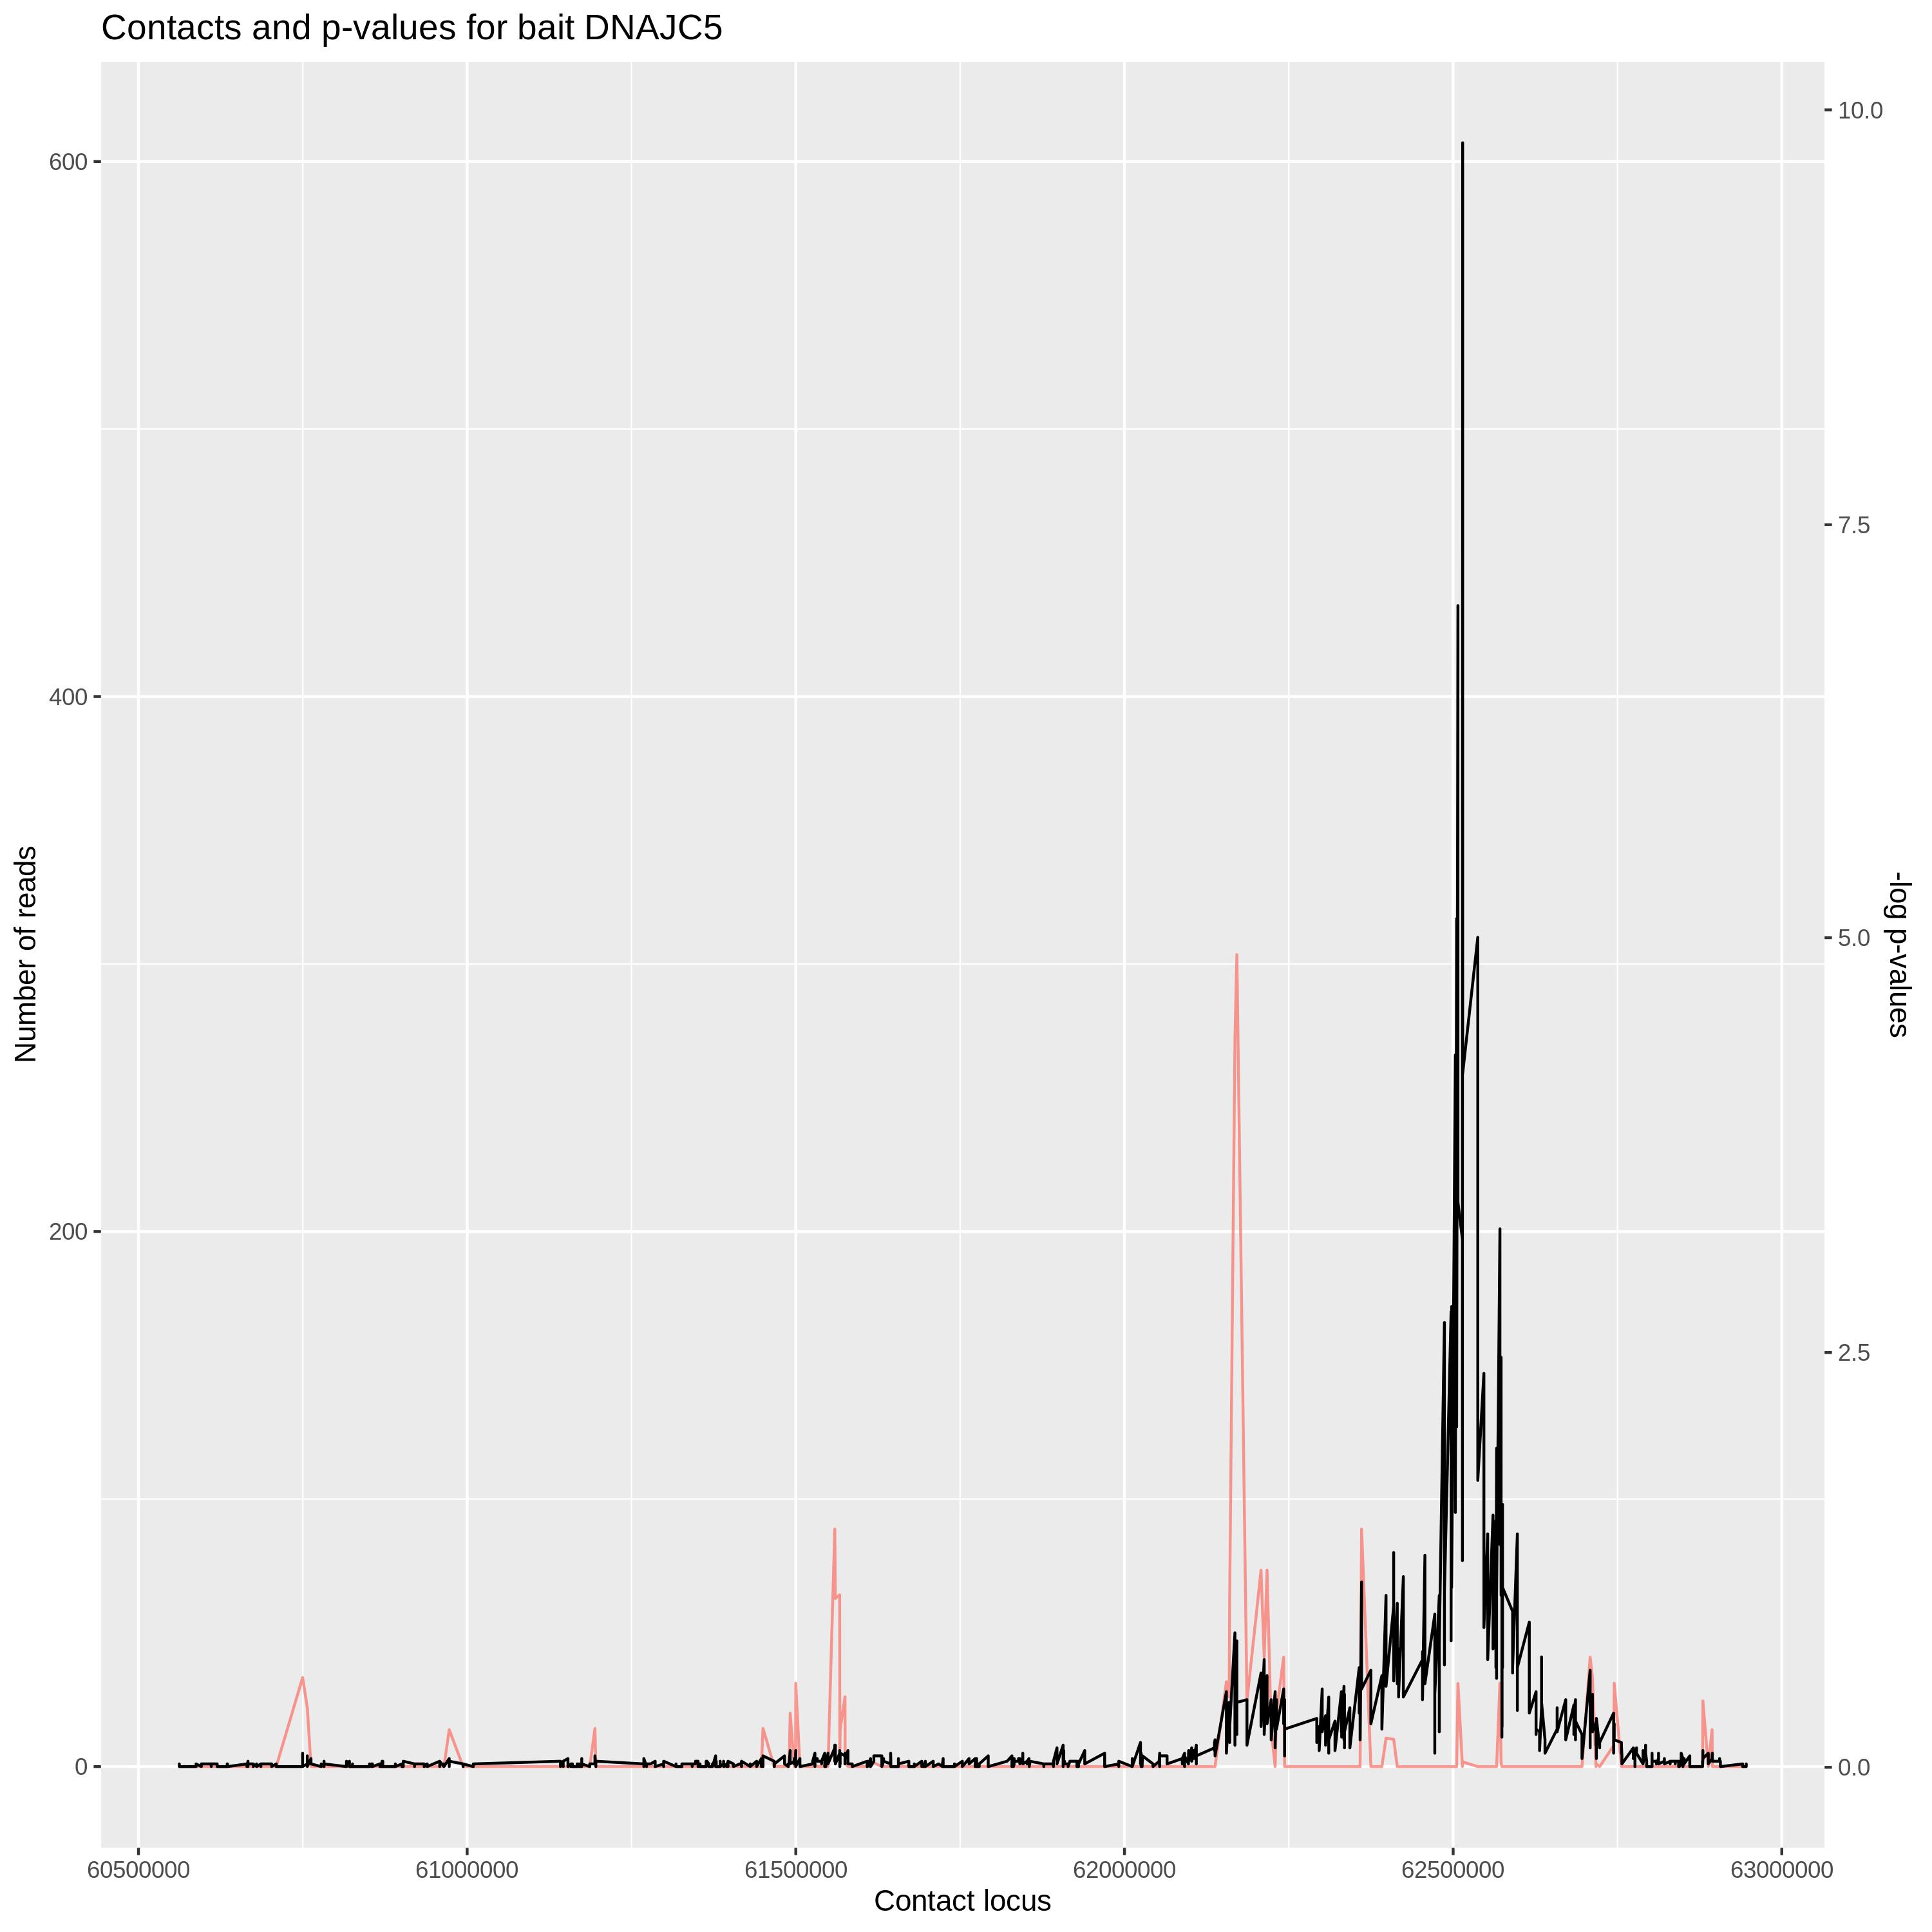 Contacts and p-values for bait DNAJC5
600
400
200
0
Number of reads
10.0
7.5
5.0
2.5
0.0
-log p-values
60500000 61000000 61500000 62000000 62500000 63000000
Contact locus